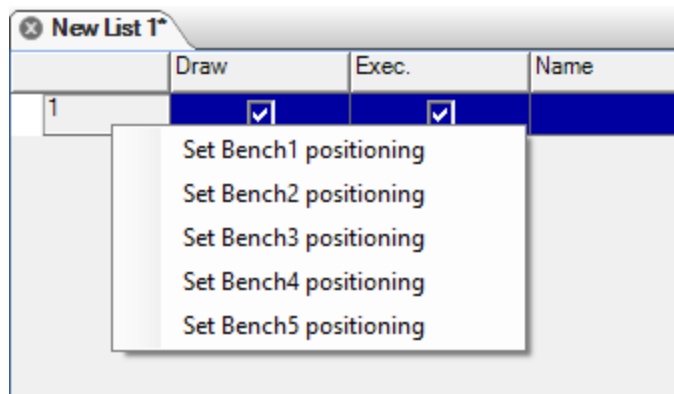 New List 1*
Draw Exec. Name
1
Set Bench1 positioning
Set Bench2 positioning
Set Bench3 positioning
Set Bench4 positioning
Set Bench5 positioning